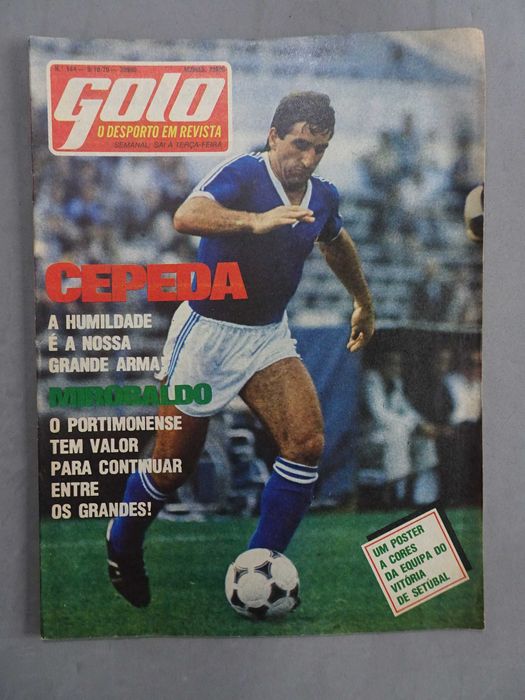 GOLO
O DESPORTO EM REVISTA
SEMANAL, SAI À TERÇA-FEIRA
CEPEDA
A HUMILDADE
É A NOSSA
GRANDE ARMA!
MIROBALDO
O PORTIMONENSE
TEM VALOR
PARA CONTINUAR
ENTRE
OS GRANDES!
UM POSTER
A CORES
DA EQUIPA DO
VITÓRIA
DE SETÚBAL